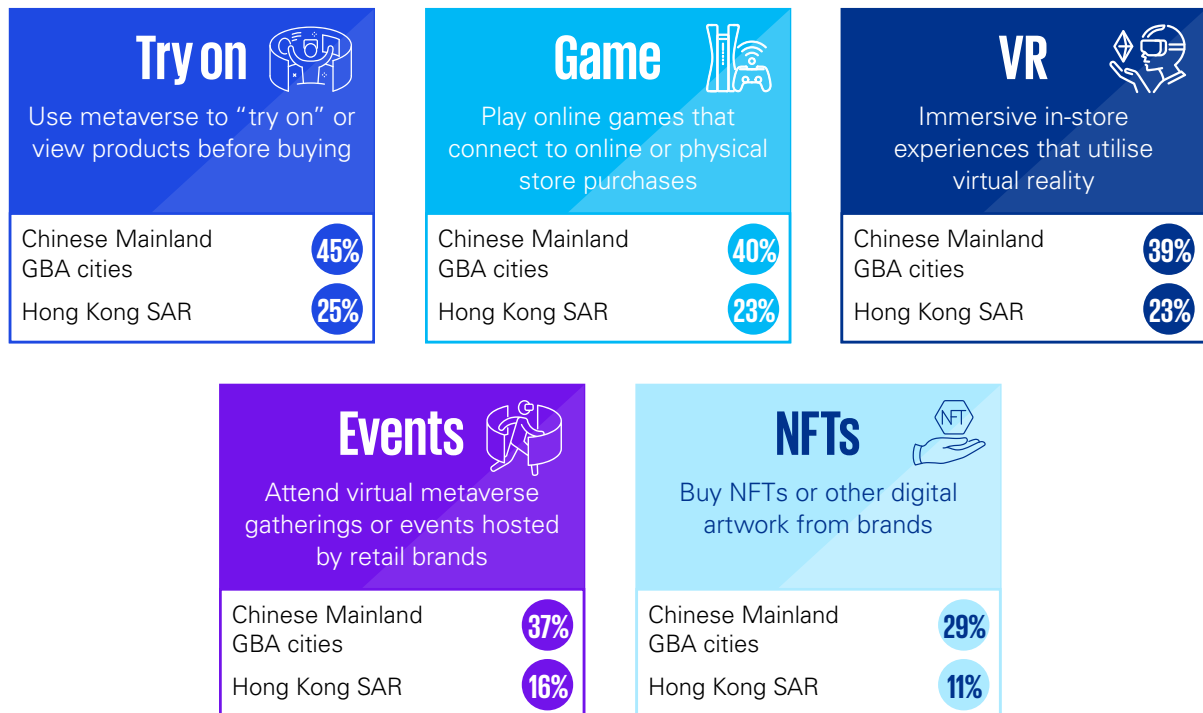 Try on
Use metaverse to “try on” or
view products before buying
Chinese Mainland
GBA cities
45%
Hong Kong SAR
25%
Game
Play online games that
connect to online or physical
store purchases
Chinese Mainland
GBA cities
40%
Hong Kong SAR
23%
VR
Immersive in-store
experiences that utilise
virtual reality
Chinese Mainland
GBA cities
39%
Hong Kong SAR
23%
Events
Attend virtual metaverse
gatherings or events hosted
by retail brands
Chinese Mainland
GBA cities
37%
Hong Kong SAR
16%
NFTs
NFT
Buy NFTs or other digital
artwork from brands
Chinese Mainland
GBA cities
29%
Hong Kong SAR
11%